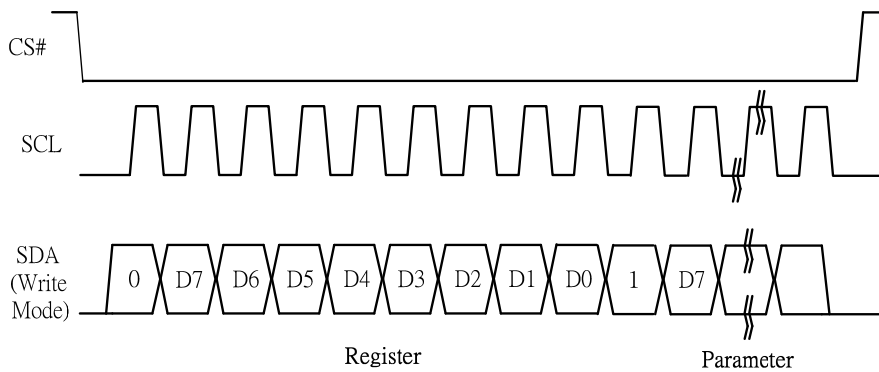 CS#
SCL
SDA
(Write
Mode)
0 D7 D6 D5 D4 D3 D2 D1 D0 1 D7
Register Parameter